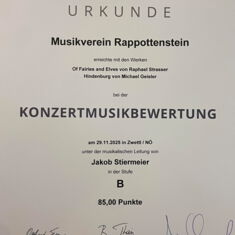 URKUNDE
Musikverein Rappottenstein
erreichte mit den Werken
Of Fairies and Elves von Raphael Strasser
Hindenburg von Michael Geisler
bei der
KONZERTMUSIKBEWERTUNG
am 29.11.2025 in Zwettl / NÖ
unter der musikalischen Leitung von
Jakob Stiermeier
in der Stufe
B
85,00 Punkte